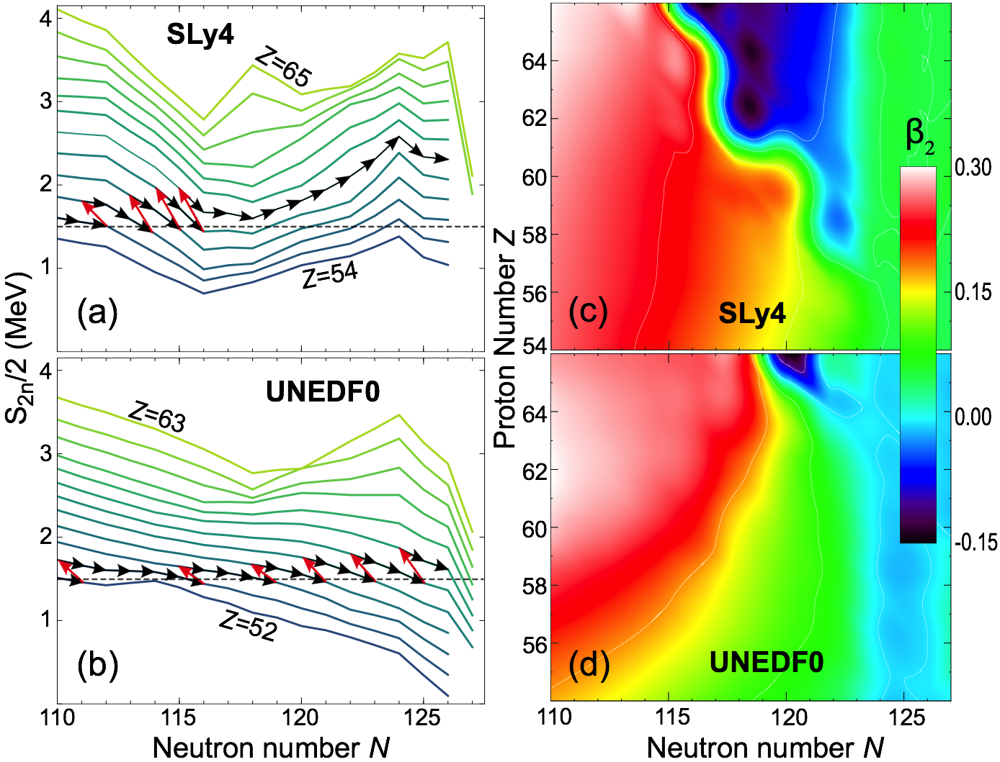 SLy4
Z=65
Z=54
(a)
4
3
2
1
S2n/2 (MeV)
UNEDF0
Z=63
Z=52
(b)
4
3
2
1
110 115 120 125
Neutron number N
64
62
60
58
56
54
(c)
SLy4
β2
0.30
0.15
0.00
-0.15
Proton Number Z
64
62
60
58
56
(d)
UNEDF0
110 115 120 125
Neutron number N